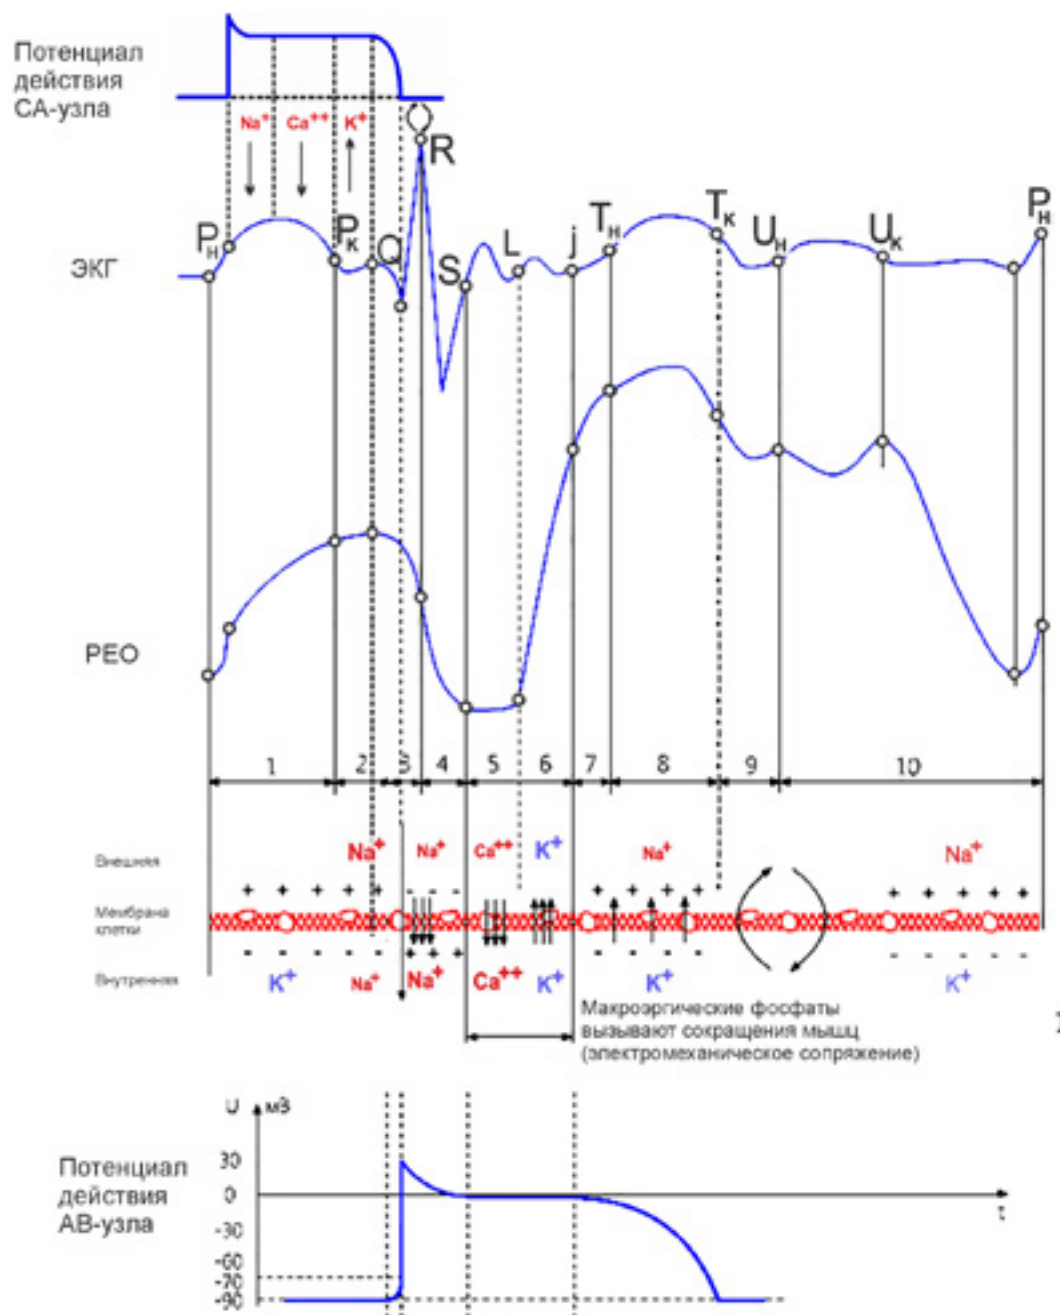 Потенциал
действия
СА-узла
Na⁺ Ca⁺⁺ K⁺
ЭКГ
Pн Pк Q R S L j Tн Tк Uн Uк Pн
РЕО
1 2 3 4 5 6 7 8 9 10
Внешняя
Na⁺ Na⁺ Ca⁺⁺ K⁺ Na⁺ Na⁺
+ + + + + - - - + + + + + + + + +
Мембрана
клетки
- - - - - + + + - - - - - - - - -
Внутренняя
K⁺ Na⁺ Na⁺ Ca⁺⁺ K⁺ K⁺ K⁺
Макроэргические фосфаты
вызывают сокращения мышц
(электромеханическое сопряжение)
U мВ
Потенциал
действия
АВ-узла
30
0
-30
-60
-70
-90
t